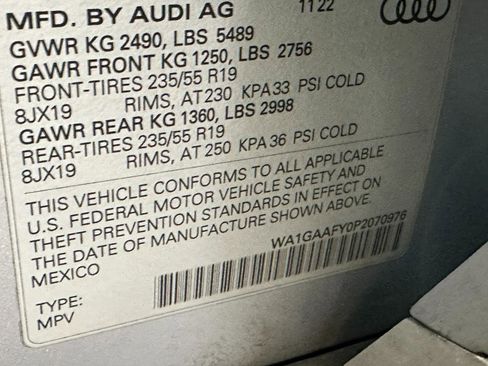 MFD. BY AUDI AG 11 22
GVWR KG 2490, LBS 5489
GAWR FRONT KG 1250, LBS 2756
FRONT-TIRES 235/55 R19
8JX19 RIMS, AT 230 KPA 33 PSI COLD
GAWR REAR KG 1360, LBS 2998
REAR-TIRES 235/55 R19
8JX19 RIMS, AT 250 KPA 36 PSI COLD
THIS VEHICLE CONFORMS TO ALL APPLICABLE
U.S. FEDERAL MOTOR VEHICLE SAFETY AND
THEFT PREVENTION STANDARDS IN EFFECT ON
THE DATE OF MANUFACTURE SHOWN ABOVE.
MEXICO
WA1GAAFY0P2070976
TYPE:
MPV